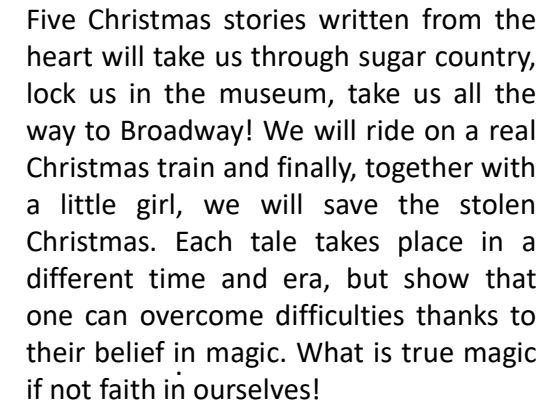 Five Christmas stories written from the
heart will take us through sugar country,
lock us in the museum, take us all the
way to Broadway! We will ride on a real
Christmas train and finally, together with
a little girl, we will save the stolen
Christmas. Each tale takes place in a
different time and era, but show that
one can overcome difficulties thanks to
their belief in magic. What is true magic
if not faith in ourselves!